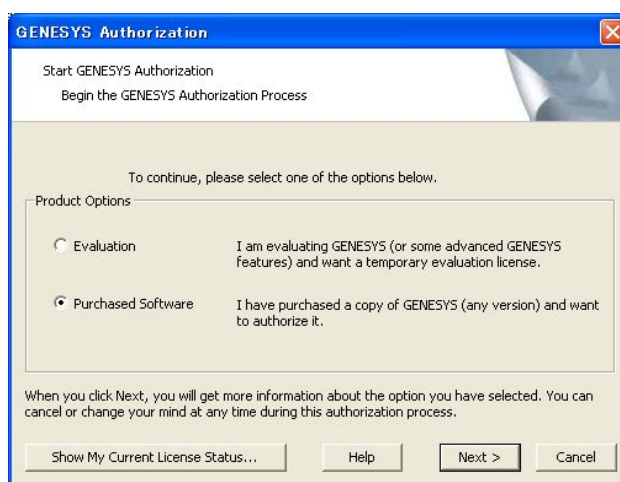 GENESYS Authorization
Start GENESYS Authorization
Begin the GENESYS Authorization Process
To continue, please select one of the options below.
Product Options
Evaluation
I am evaluating GENESYS (or some advanced GENESYS
features) and want a temporary evaluation license.
Purchased Software
I have purchased a copy of GENESYS (any version) and want
to authorize it.
When you click Next, you will get more information about the option you have selected. You can
cancel or change your mind at any time during this authorization process.
Show My Current License Status...
Help
Next >
Cancel